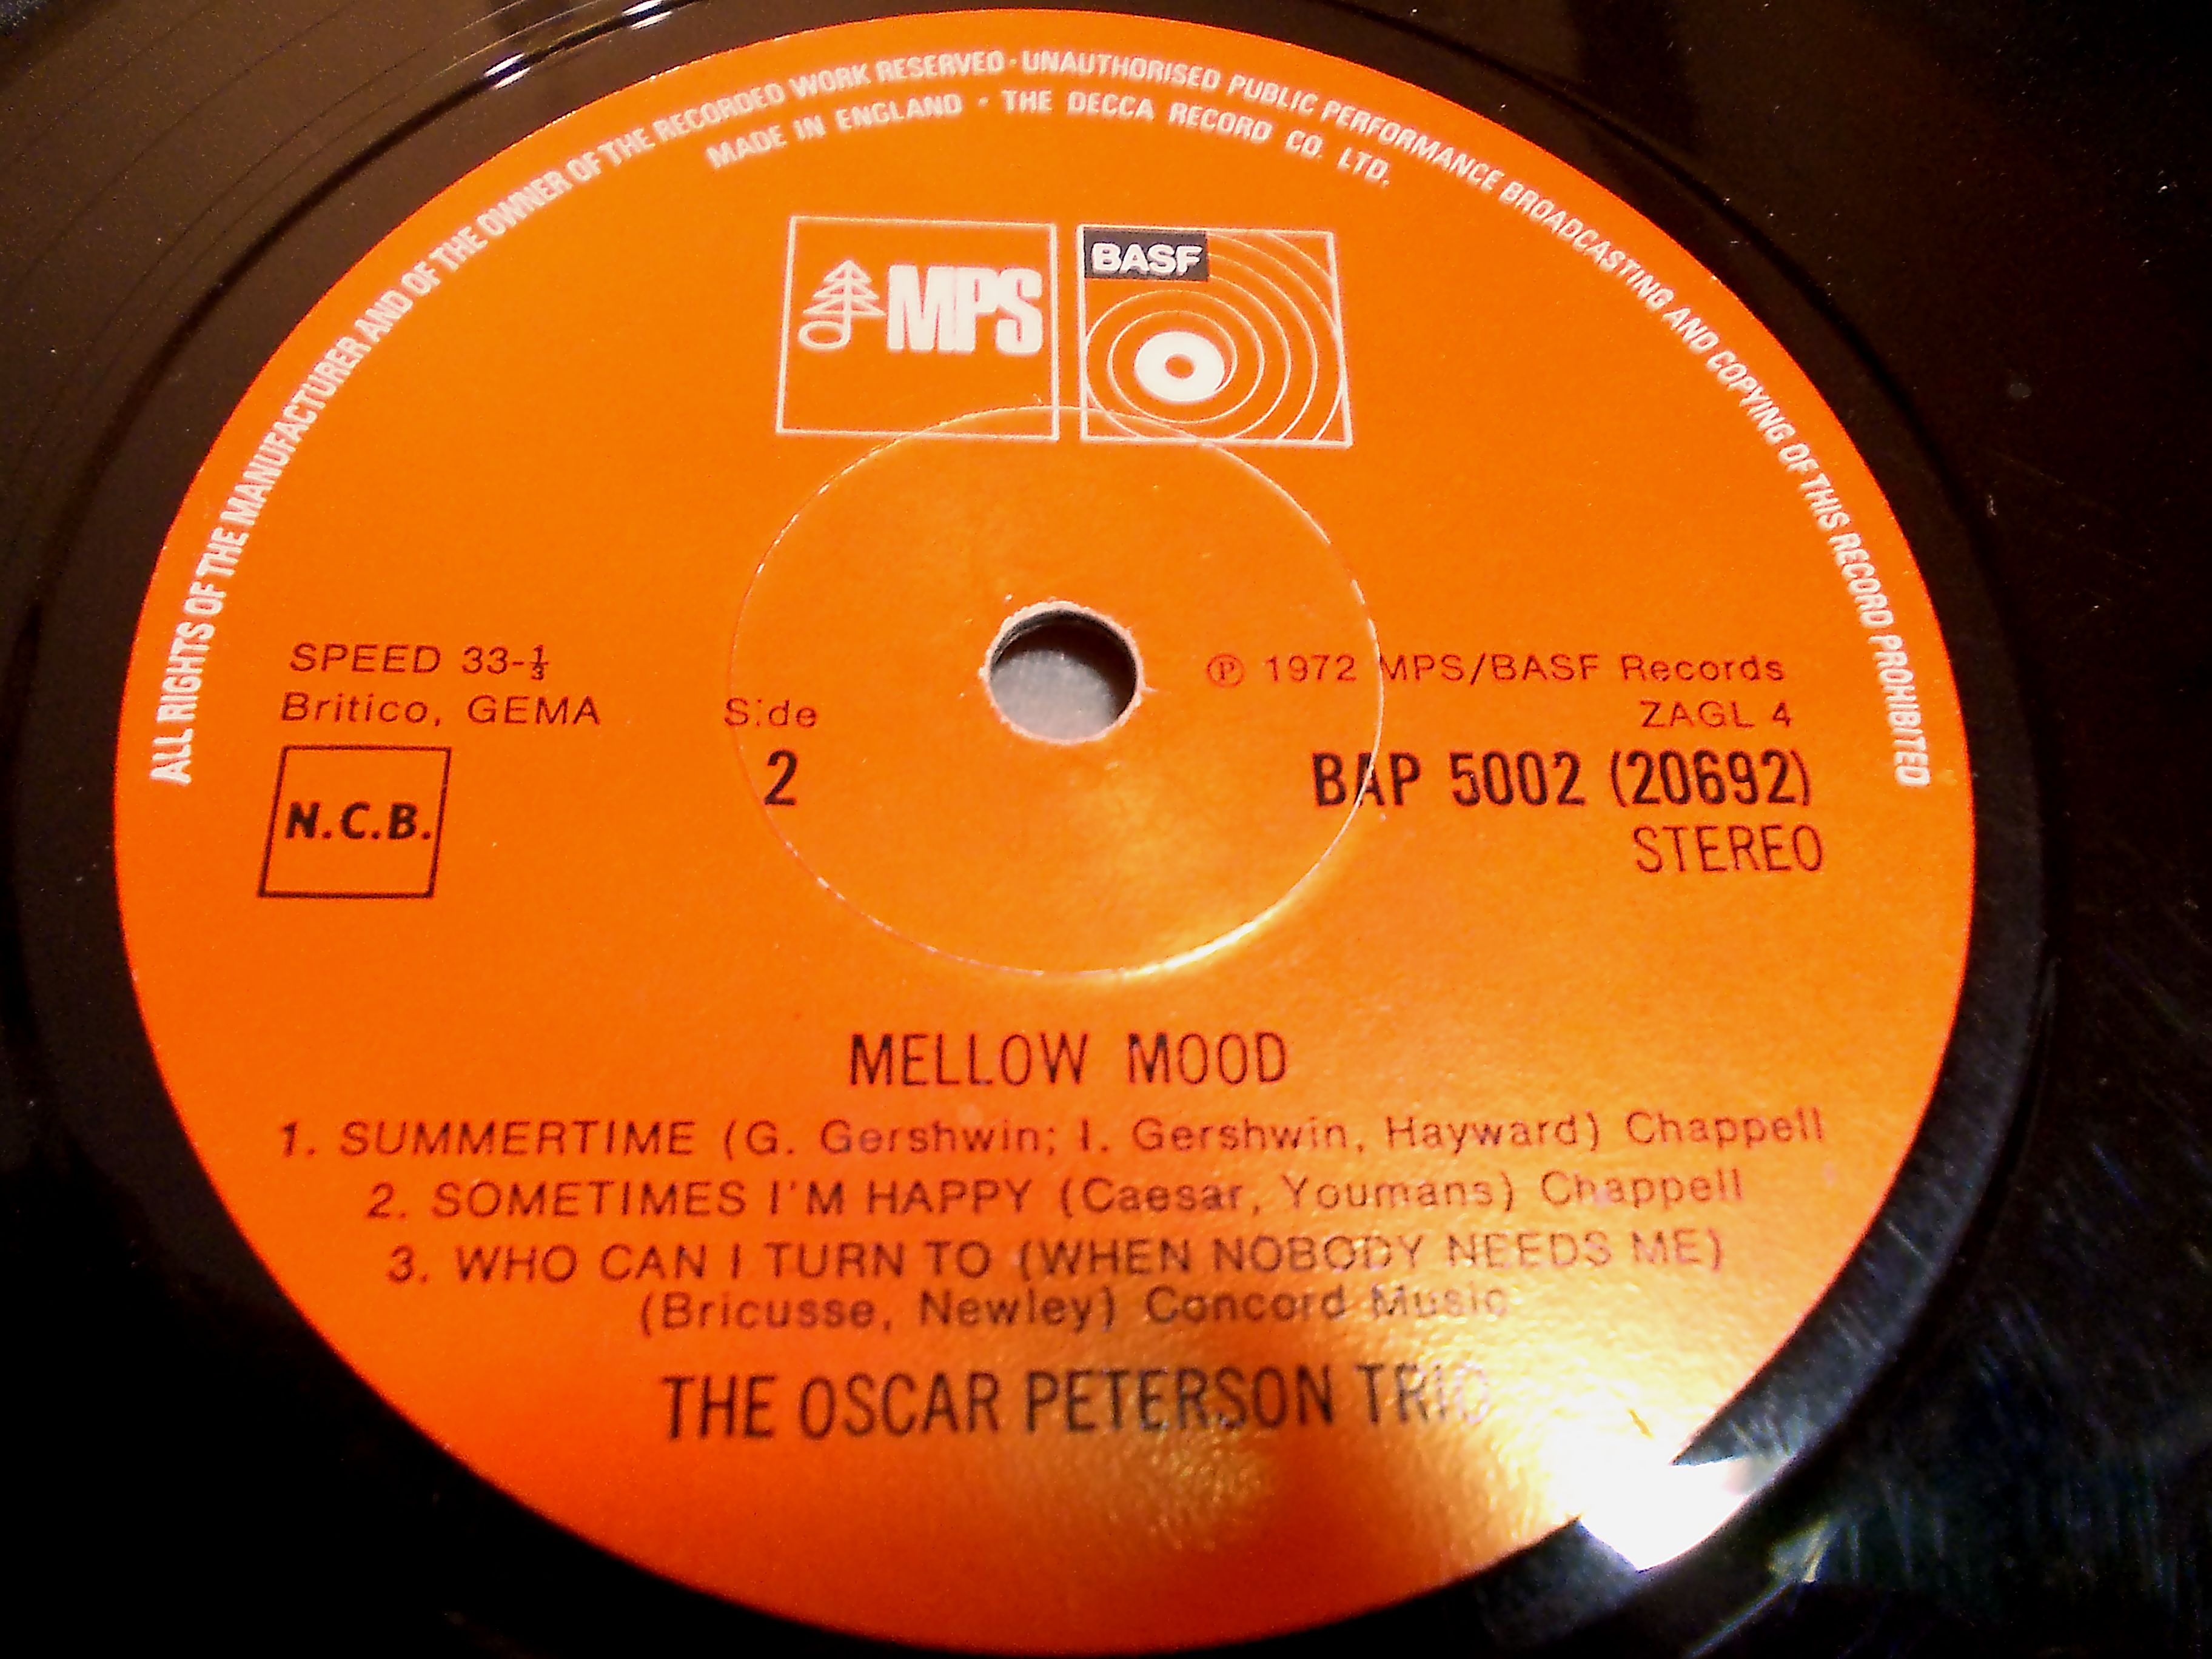 ALL RIGHTS OF THE MANUFACTURER AND OF THE OWNER OF THE RECORDED WORK RESERVED · UNAUTHORISED PUBLIC PERFORMANCE BROADCASTING AND COPYING OF THIS RECORD PROHIBITED
MADE IN ENGLAND · THE DECCA RECORD CO. LTD.
MPS
BASF
SPEED 33-⅓
Britico, GEMA
N.C.B.
Side
2
℗ 1972 MPS/BASF Records
ZAGL 4
BAP 5002 (20692)
STEREO
MELLOW MOOD
1. SUMMERTIME (G. Gershwin; I. Gershwin, Hayward) Chappell
2. SOMETIMES I'M HAPPY (Caesar, Youmans) Chappell
3. WHO CAN I TURN TO (WHEN NOBODY NEEDS ME)
(Bricusse, Newley) Concord Music
THE OSCAR PETERSON TRIO